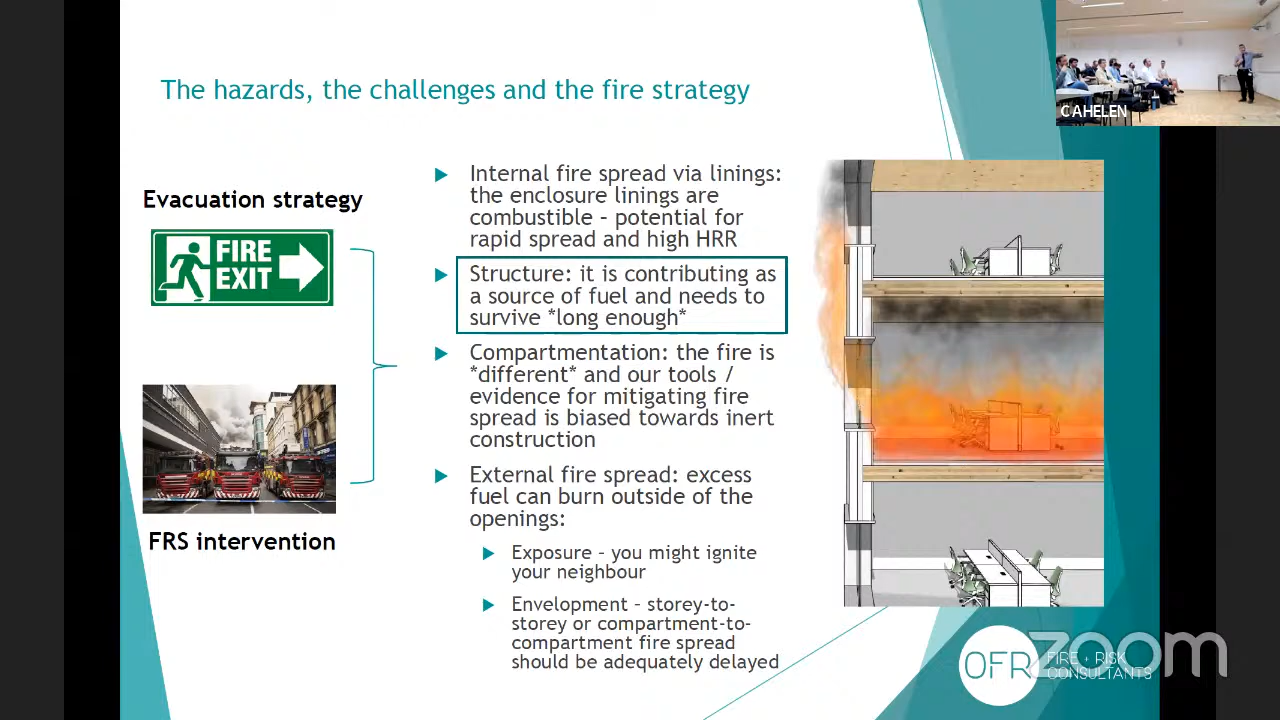 The hazards, the challenges and the fire strategy
CAHELEN
Evacuation strategy
FIRE
EXIT
FRS intervention
Internal fire spread via linings:
the enclosure linings are
combustible – potential for
rapid spread and high HRR
Structure: it is contributing as
a source of fuel and needs to
survive *long enough*
Compartmentation: the fire is
*different* and our tools /
evidence for mitigating fire
spread is biased towards inert
construction
External fire spread: excess
fuel can burn outside of the
openings:
Exposure – you might ignite
your neighbour
Envelopment – storey-to-
storey or compartment-to-
compartment fire spread
should be adequately delayed
OFR
FIRE + RISK
CONSULTANTS
zoom